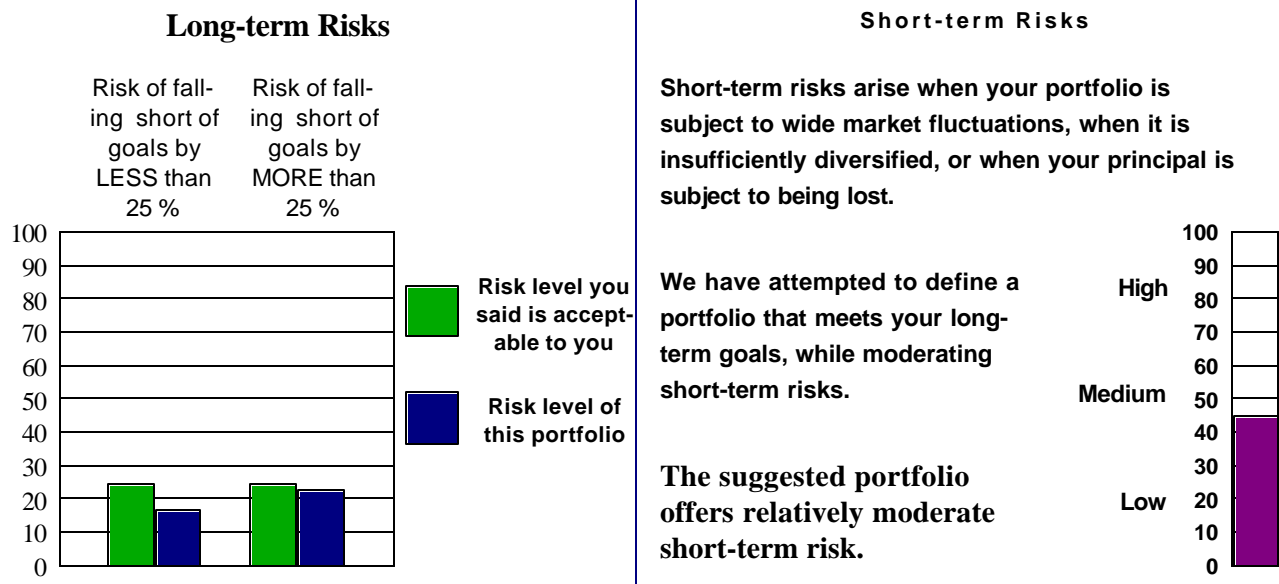 Long-term Risks
Risk of fall-
ing short of
goals by
LESS than
25 %
Risk of fall-
ing short of
goals by
MORE than
25 %
100
90
80
70
60
50
40
30
20
10
0
Risk level you
said is accept-
able to you
Risk level of
this portfolio
Short-term Risks
Short-term risks arise when your portfolio is
subject to wide market fluctuations, when it is
insufficiently diversified, or when your principal is
subject to being lost.
We have attempted to define a
portfolio that meets your long-
term goals, while moderating
short-term risks.
The suggested portfolio
offers relatively moderate
short-term risk.
High
Medium
Low
100
90
80
70
60
50
40
30
20
10
0